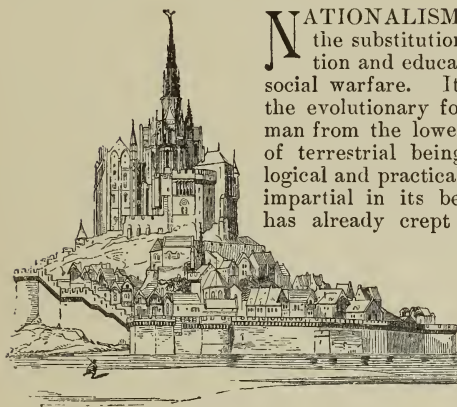 NATIONALISM
the substitution
tion and educa
social warfare. It
the evolutionary fo
man from the lowe
of terrestrial being
logical and practica
impartial in its be
has already crept